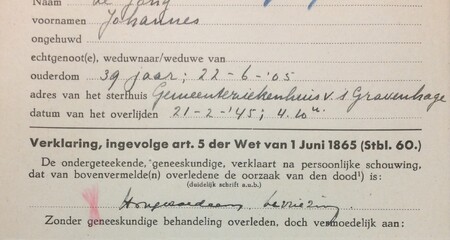 Naam de Jong
voornamen Johannes
ongehuwd
echtgenoot(e), weduwnaar/weduwe van
ouderdom 39 jaar; 22-6-'05
adres van het sterfhuis Gemeenteziekenhuis v. 's Gravenhage
datum van het overlijden 21-2-'45; 4.10 u.
Verklaring, ingevolge art. 5 der Wet van 1 Juni 1865 (Stbl. 60.)
De ondergeteekende, geneeskundige, verklaart na persoonlijke schouwing,
dat van bovenvermelde(n) overledene de oorzaak van den dood¹) is:
(duidelijk schrift a.u.b.)
Hongeroedeem
Zonder geneeskundige behandeling overleden, doch vermoedelijk aan: